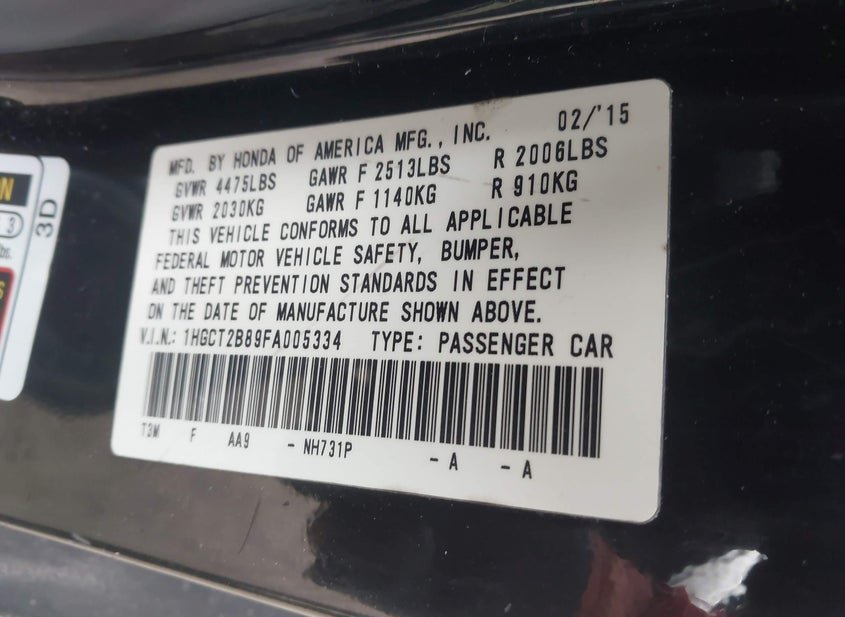 MFD. BY HONDA OF AMERICA MFG., INC. 02/'15
GVWR 4475LBS GAWR F 2513LBS R 2006LBS
GVWR 2030KG GAWR F 1140KG R 910KG
THIS VEHICLE CONFORMS TO ALL APPLICABLE
FEDERAL MOTOR VEHICLE SAFETY, BUMPER,
AND THEFT PREVENTION STANDARDS IN EFFECT
ON THE DATE OF MANUFACTURE SHOWN ABOVE.
V.I.N.: 1HGCT2B89FA005334 TYPE: PASSENGER CAR
T3M F AA9 - NH731P - A - A
3D
N
3
lbs.
S